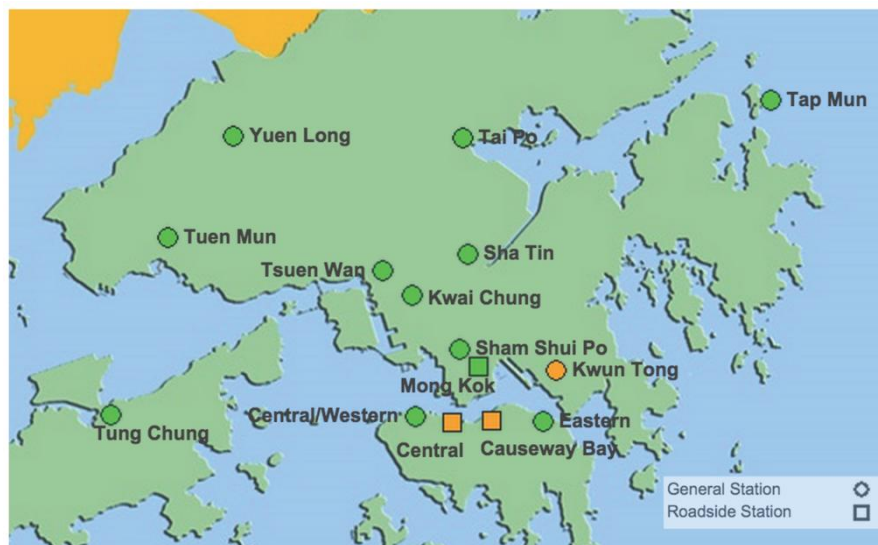 Tap Mun
Yuen Long
Tai Po
Tuen Mun
Sha Tin
Tsuen Wan
Kwai Chung
Sham Shui Po
Kwun Tong
Mong Kok
Central/Western
Eastern
Tung Chung
Central
Causeway Bay
General Station
Roadside Station